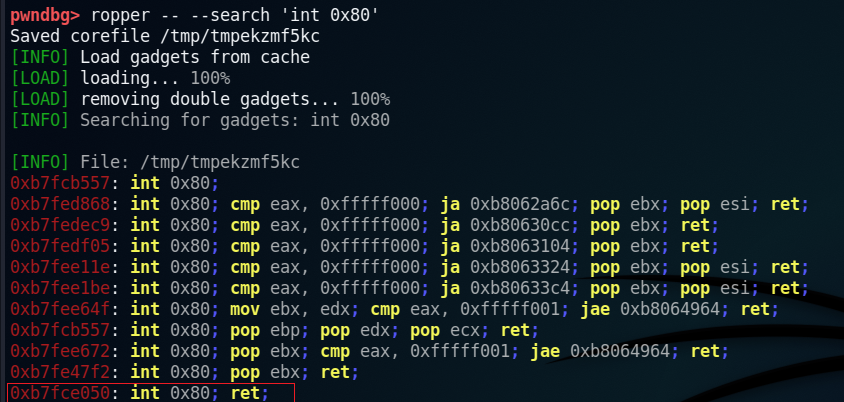 pwndbg> ropper -- --search 'int 0x80'
Saved corefile /tmp/tmpekzmf5kc
[INFO] Load gadgets from cache
[LOAD] loading... 100%
[LOAD] removing double gadgets... 100%
[INFO] Searching for gadgets: int 0x80
[INFO] File: /tmp/tmpekzmf5kc
0xb7fcb557: int 0x80;
0xb7fed868: int 0x80; cmp eax, 0xfffff000; ja 0xb8062a6c; pop ebx; pop esi; ret;
0xb7fedec9: int 0x80; cmp eax, 0xfffff000; ja 0xb80630cc; pop ebx; ret;
0xb7fedf05: int 0x80; cmp eax, 0xfffff000; ja 0xb8063104; pop ebx; ret;
0xb7fee11e: int 0x80; cmp eax, 0xfffff000; ja 0xb8063324; pop ebx; pop esi; ret;
0xb7fee1be: int 0x80; cmp eax, 0xfffff000; ja 0xb80633c4; pop ebx; pop esi; ret;
0xb7fee64f: int 0x80; mov ebx, edx; cmp eax, 0xfffff001; jae 0xb8064964; ret;
0xb7fcb557: int 0x80; pop ebp; pop edx; pop ecx; ret;
0xb7fee672: int 0x80; pop ebx; cmp eax, 0xfffff001; jae 0xb8064964; ret;
0xb7fe47f2: int 0x80; pop ebx; ret;
0xb7fce050: int 0x80; ret;